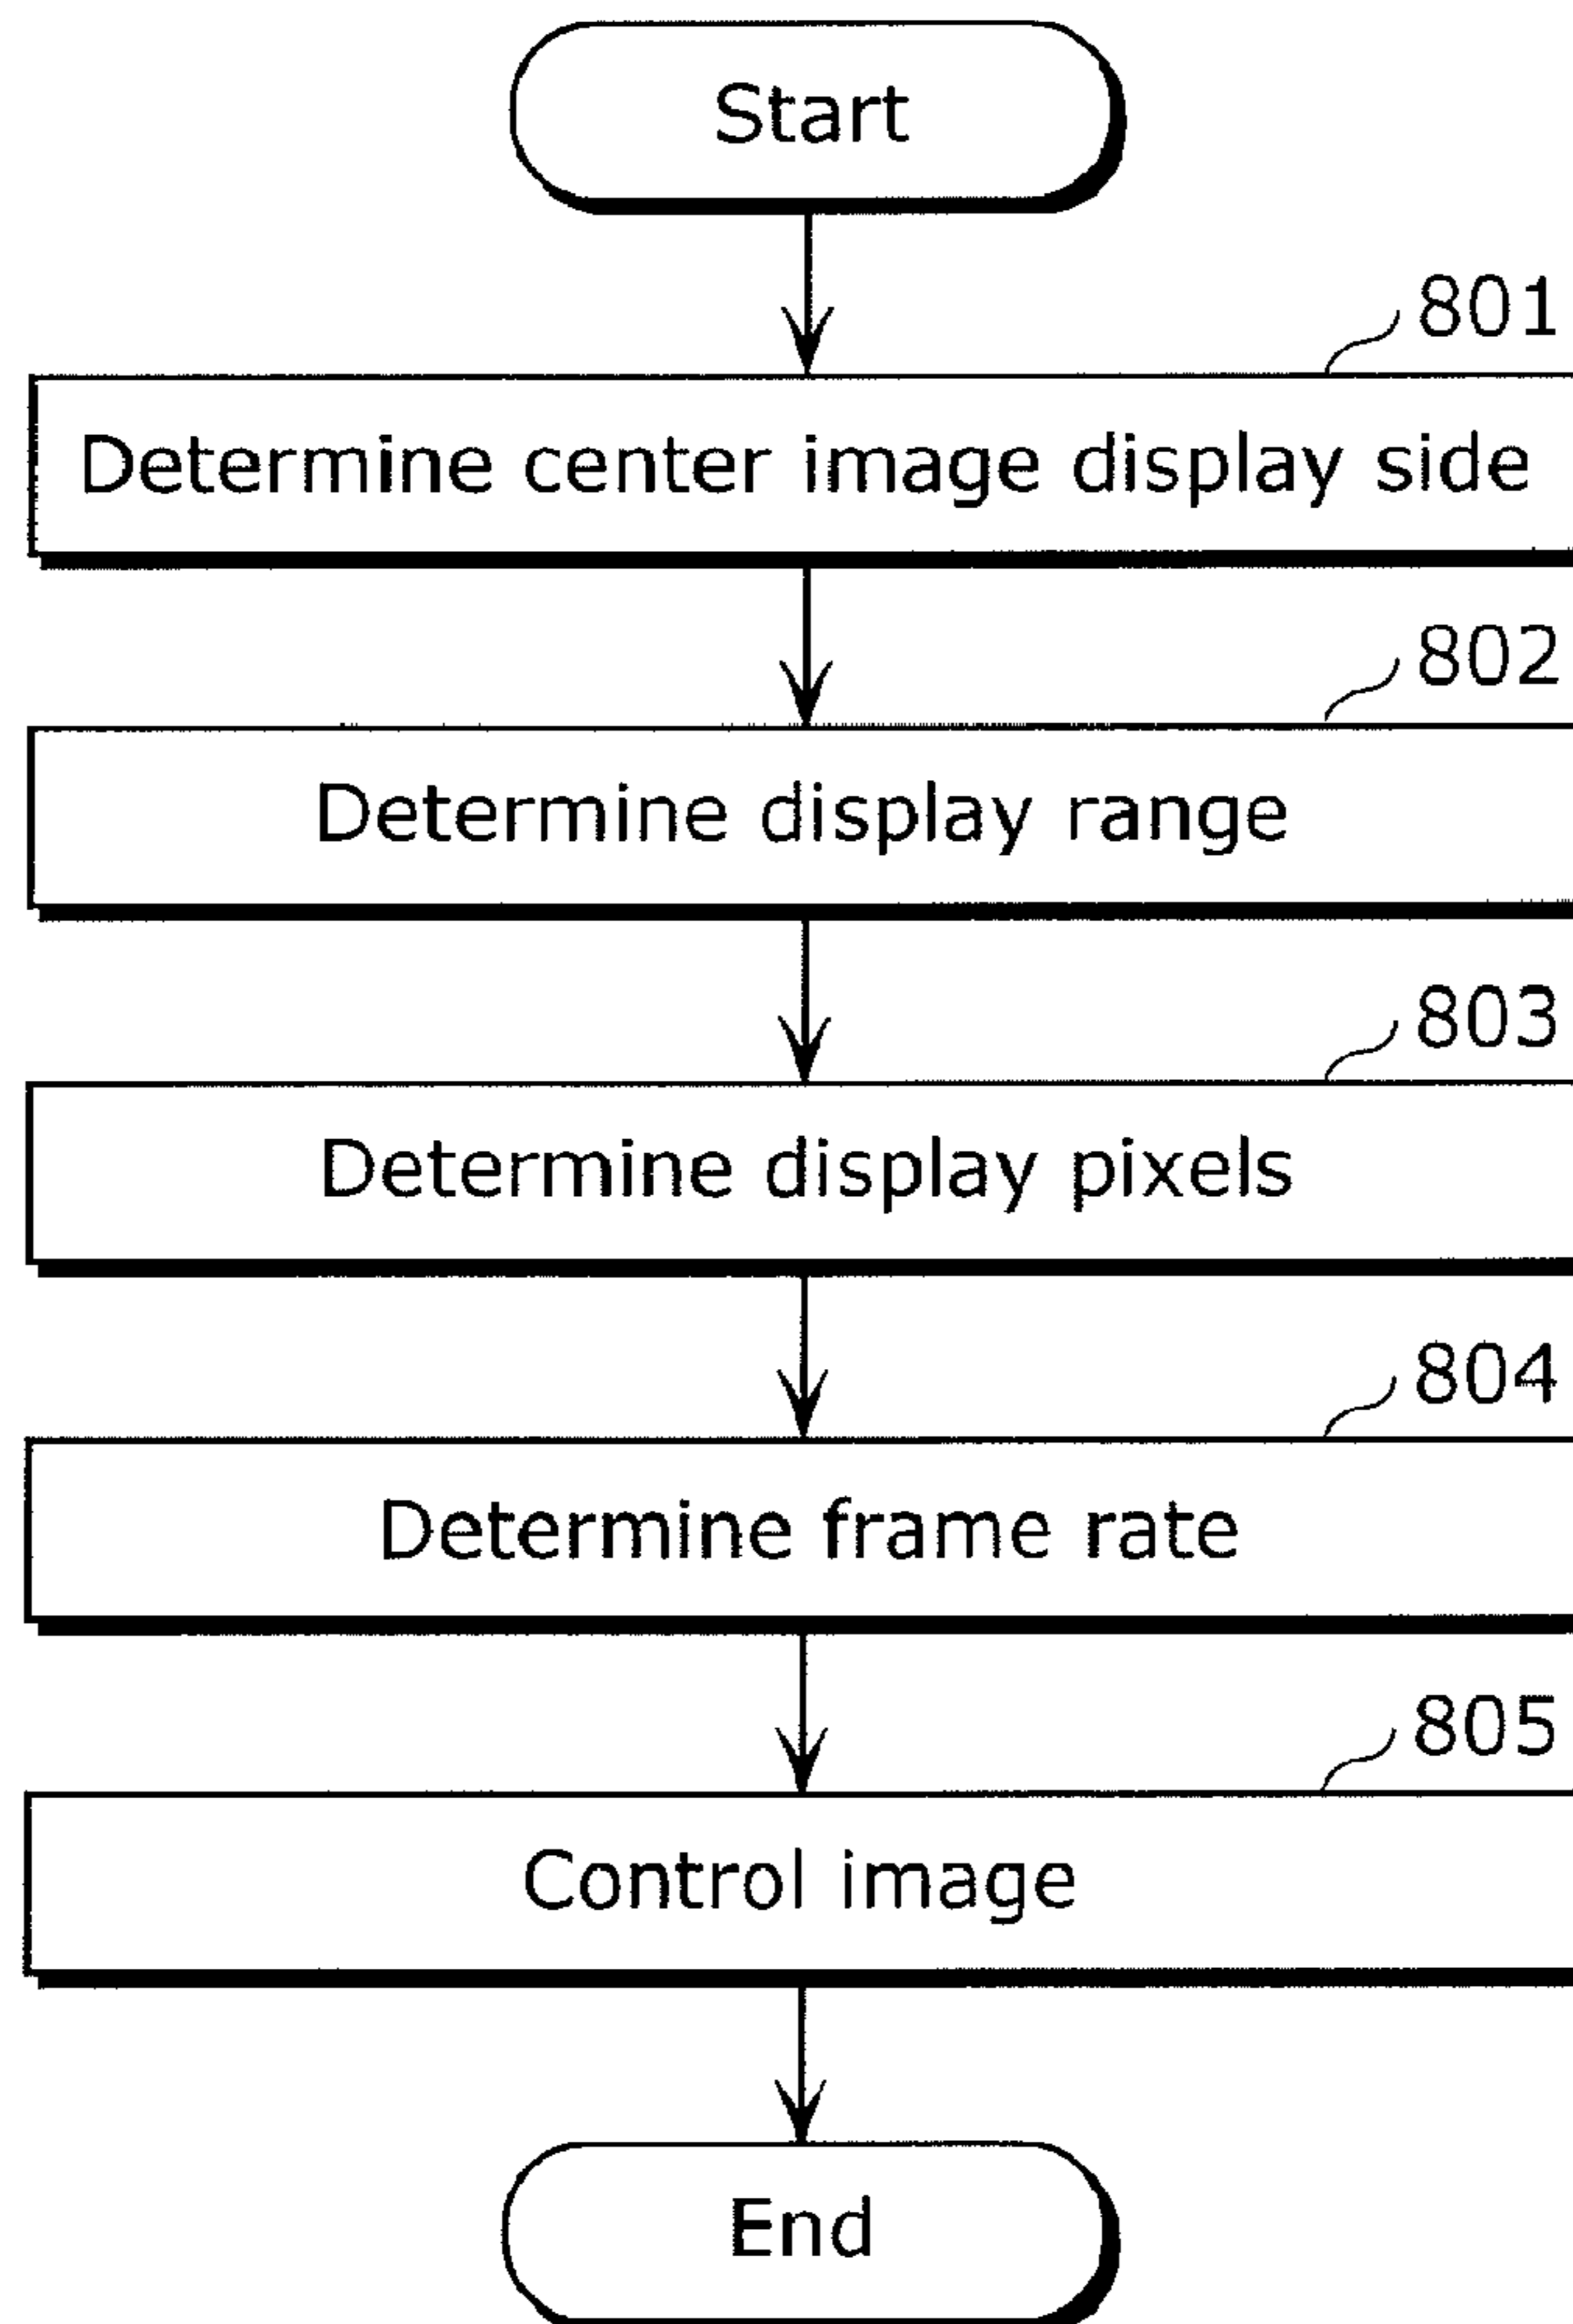 Start
801
Determine center image display side
802
Determine display range
803
Determine display pixels
804
Determine frame rate
805
Control image
End